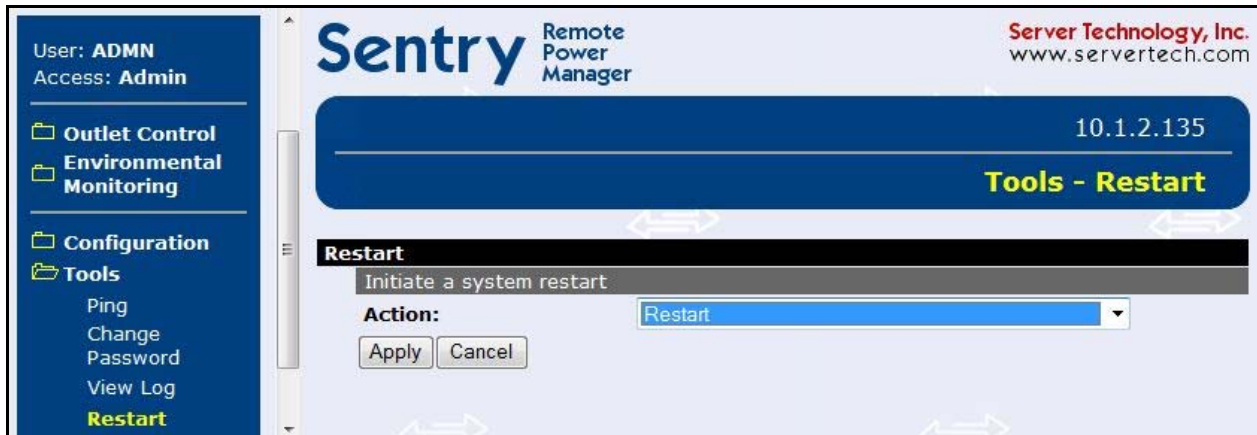 User: ADMN
Access: Admin
Outlet Control
Environmental
Monitoring
Configuration
Tools
Ping
Change
Password
View Log
Restart
Sentry
Remote
Power
Manager
Server Technology, Inc.
www.servertech.com
10.1.2.135
Tools - Restart
Restart
Initiate a system restart
Action:
Restart
Apply
Cancel